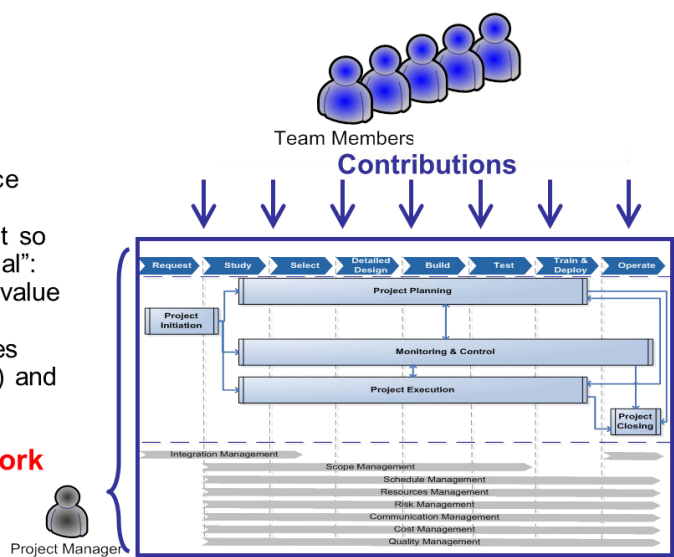 Team Members
Contributions
ce
t so
al”:
value
es
) and
ork
Project Manager
Request
Study
Select
Detailed
Design
Build
Test
Train &
Deploy
Operate
Project Planning
Project
Initiation
Monitoring & Control
Project Execution
Project
Closing
Integration Management
Scope Management
Schedule Management
Resources Management
Risk Management
Communication Management
Cost Management
Quality Management